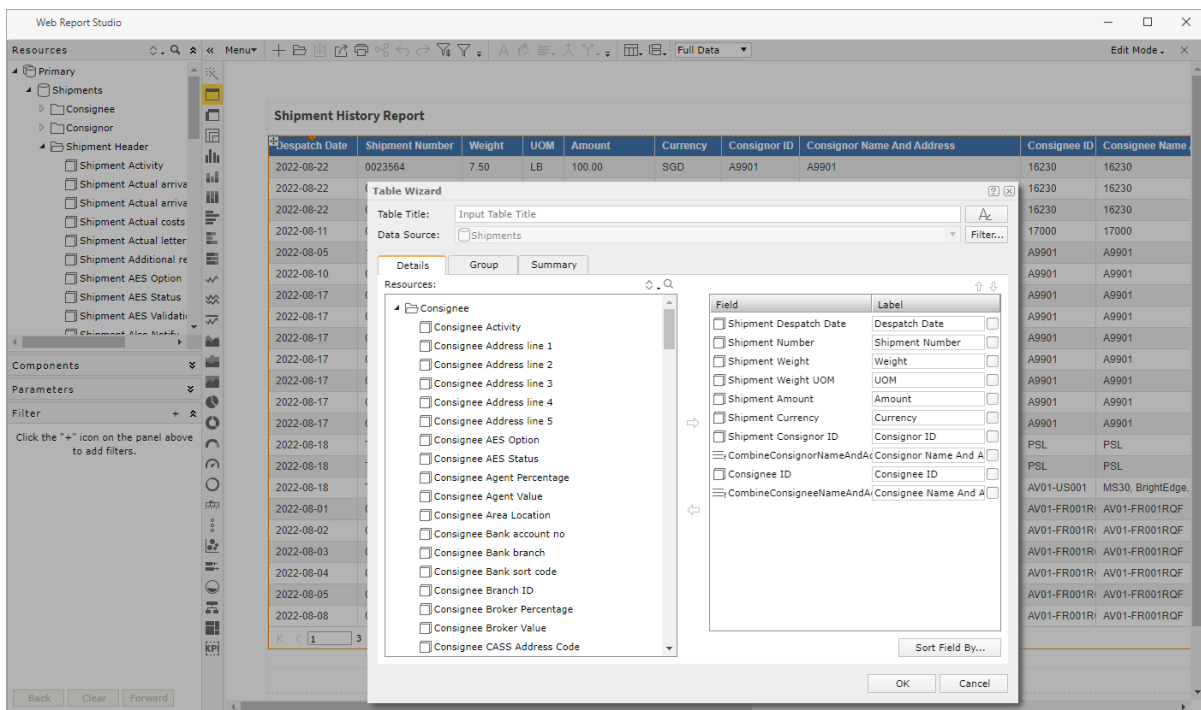 Web Report Studio
Resources
Menu
Full Data
Edit Mode
Primary
Shipments
Consignee
Consignor
Shipment Header
Shipment Activity
Shipment Actual arriva
Shipment Actual arriva
Shipment Actual costs
Shipment Actual letter
Shipment Additional re
Shipment AES Option
Shipment AES Status
Shipment AES Validati
Shipment Also Notify
Components
Parameters
Filter
Click the "+" icon on the panel above
to add filters.
Back Clear Forward
KPI
Shipment History Report
Despatch Date Shipment Number Weight UOM Amount Currency Consignor ID Consignor Name And Address Consignee ID Consignee Name
2022-08-22 0023564 7.50 LB 100.00 SGD A9901 A9901 16230 16230
2022-08-22 16230 16230
2022-08-22 16230 16230
2022-08-11 17000 17000
2022-08-05 A9901 A9901
2022-08-10 A9901 A9901
2022-08-17 A9901 A9901
2022-08-17 A9901 A9901
2022-08-17 A9901 A9901
2022-08-17 A9901 A9901
2022-08-17 A9901 A9901
2022-08-17 A9901 A9901
2022-08-17 A9901 A9901
2022-08-18 PSL PSL
2022-08-18 PSL PSL
2022-08-18 AV01-US001 MS30, BrightEdge,
2022-08-01 AV01-FR001R AV01-FR001RQF
2022-08-02 AV01-FR001R AV01-FR001RQF
2022-08-03 AV01-FR001R AV01-FR001RQF
2022-08-04 AV01-FR001R AV01-FR001RQF
2022-08-05 AV01-FR001R AV01-FR001RQF
2022-08-08 AV01-FR001R AV01-FR001RQF
1 3
Table Wizard
Table Title: Input Table Title
Data Source: Shipments Filter...
Details Group Summary
Resources:
Consignee
Consignee Activity
Consignee Address line 1
Consignee Address line 2
Consignee Address line 3
Consignee Address line 4
Consignee Address line 5
Consignee AES Option
Consignee AES Status
Consignee Agent Percentage
Consignee Agent Value
Consignee Area Location
Consignee Bank account no
Consignee Bank branch
Consignee Bank sort code
Consignee Branch ID
Consignee Broker Percentage
Consignee Broker Value
Consignee CASS Address Code
Field Label
Shipment Despatch Date Despatch Date
Shipment Number Shipment Number
Shipment Weight Weight
Shipment Weight UOM UOM
Shipment Amount Amount
Shipment Currency Currency
Shipment Consignor ID Consignor ID
CombineConsignorNameAndAd Consignor Name And A
Consignee ID Consignee ID
CombineConsigneeNameAndA Consignee Name And A
Sort Field By...
OK Cancel